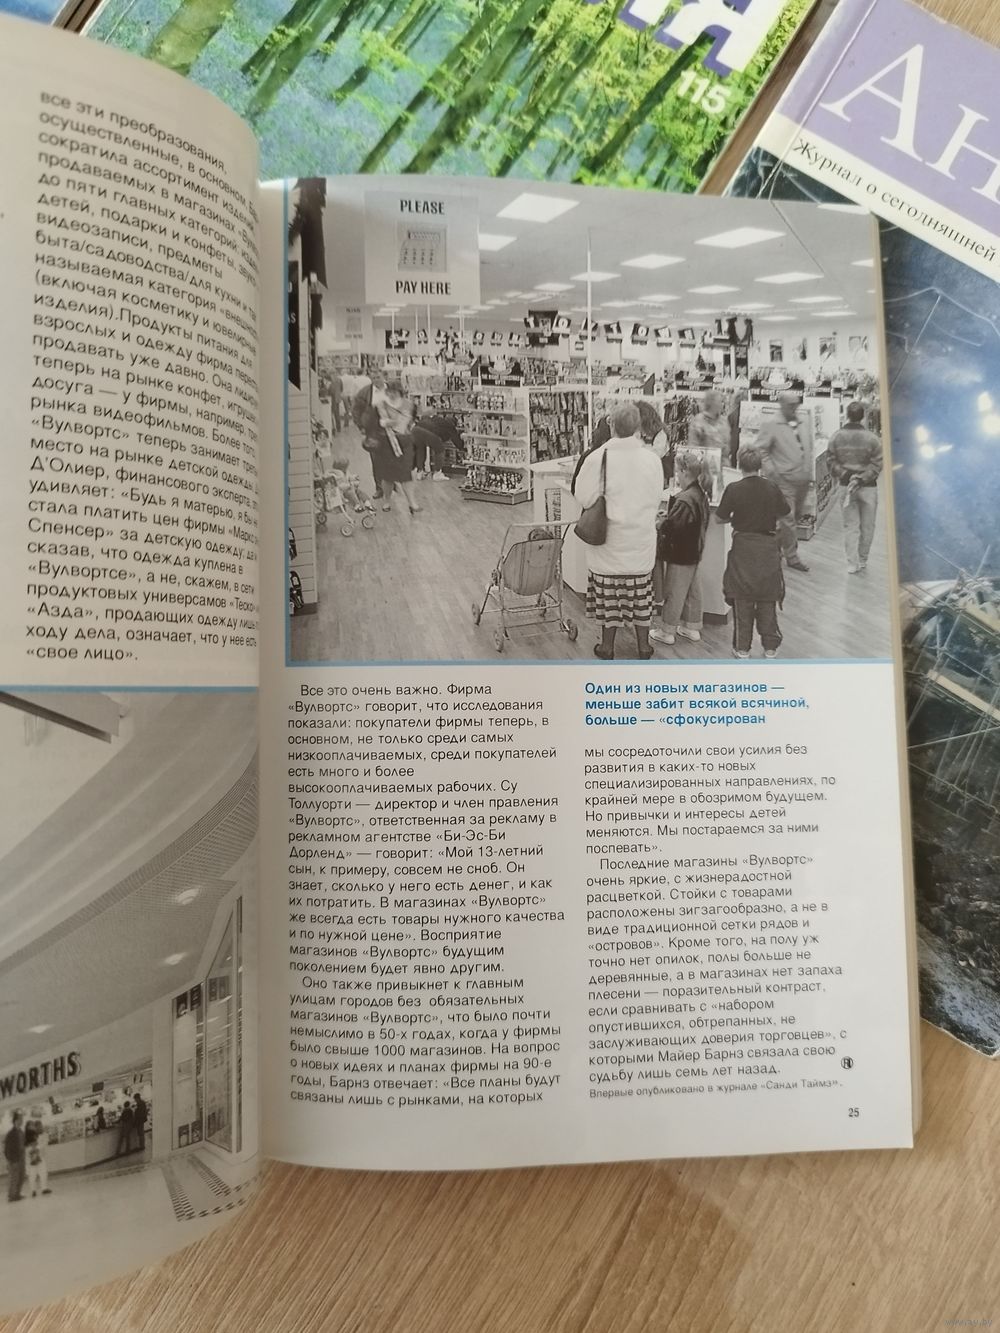 115
АН
Журнал о сегодняшней
все эти преобразования,
осуществленные, в основном,
сократила ассортимент изделий,
продаваемых в магазинах
до пяти главных категорий:
детей, подарки и конфеты,
видеозаписи, предметы
быта/садоводства/для кухни и
называемая категория
(включая косметику и ювелирные
изделия).Продукты питания для
взрослых и одежду фирма
продавать уже давно. Она
теперь на рынке конфет,
досуга — у фирмы, например,
рынка видеофильмов. Более того,
«Вулвортс» теперь занимает
место на рынке детской одежды.
Д'Олиер, финансового эксперта,
удивляет: «Будь я матерью, я бы
стала платить цен фирмы «Маркс
Спенсер» за детскую одежду;
сказав, что одежда куплена в
«Вулвортсе», а не, скажем, в сети
продуктовых универсамов
«Азда», продающих одежду
ходу дела, означает, что у нее есть
«свое лицо».
WORTHS
PLEASE
PAY HERE
Все это очень важно. Фирма
«Вулвортс» говорит, что исследования
показали: покупатели фирмы теперь, в
основном, не только среди самых
низкооплачиваемых, среди покупателей
есть много и более
высокооплачиваемых рабочих. Су
Толлуорти — директор и член правления
«Вулвортс», ответственная за рекламу в
рекламном агентстве «Би-Эс-Би
Дорленд» — говорит: «Мой 13-летний
сын, к примеру, совсем не сноб. Он
знает, сколько у него есть денег, и как
их потратить. В магазинах «Вулвортс»
же всегда есть товары нужного качества
и по нужной цене». Восприятие
магазинов «Вулвортс» будущим
поколением будет явно другим.
Оно также привыкнет к главным
улицам городов без обязательных
магазинов «Вулвортс», что было почти
немыслимо в 50-х годах, когда у фирмы
было свыше 1000 магазинов. На вопрос
о новых идеях и планах фирмы на 90-е
годы, Барнз отвечает: «Все планы будут
связаны лишь с рынками, на которых
Один из новых магазинов —
меньше забит всякой всячиной,
больше — «сфокусирован
мы сосредоточили свои усилия без
развития в каких-то новых
специализированных направлениях, по
крайней мере в обозримом будущем.
Но привычки и интересы детей
меняются. Мы постараемся за ними
поспевать».
Последние магазины «Вулвортс»
очень яркие, с жизнерадостной
расцветкой. Стойки с товарами
расположены зигзагообразно, а не в
виде традиционной сетки рядов и
«островов». Кроме того, на полу уж
точно нет опилок, полы больше не
деревянные, а в магазинах нет запаха
плесени — поразительный контраст,
если сравнивать с «набором
опустившихся, обтрепанных, не
заслуживающих доверия торговцев», с
которыми Майер Барнз связала свою
судьбу лишь семь лет назад.
Впервые опубликовано в журнале «Санди Таймз».
25
www.ay.by